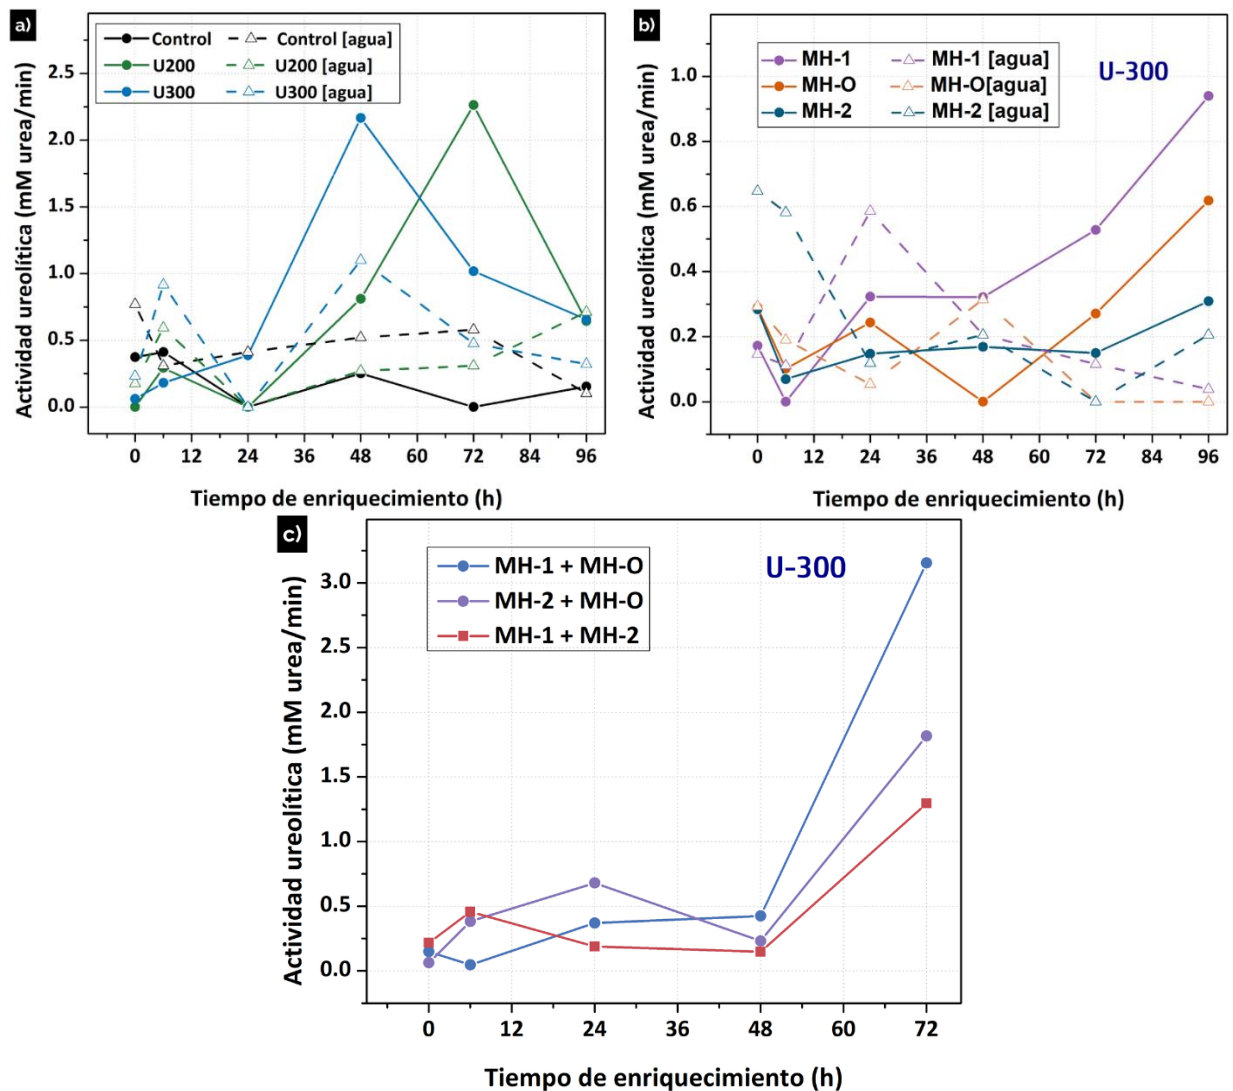 a)
Control
Control [agua]
U200
U200 [agua]
U300
U300 [agua]
2.5
2.0
1.5
1.0
0.5
0.0
Actividad ureolítica (mM urea/min)
0 12 24 36 48 60 72 84 96
Tiempo de enriquecimiento (h)
b)
MH-1
MH-1 [agua]
MH-O
MH-O[agua]
MH-2
MH-2 [agua]
U-300
1.0
0.8
0.6
0.4
0.2
0.0
Actividad ureolítica (mM urea/min)
0 12 24 36 48 60 72 84 96
Tiempo de enriquecimiento (h)
c)
MH-1 + MH-O
MH-2 + MH-O
MH-1 + MH-2
U-300
3.0
2.5
2.0
1.5
1.0
0.5
0.0
Actividad ureolítica (mM urea/min)
0 12 24 36 48 60 72
Tiempo de enriquecimiento (h)